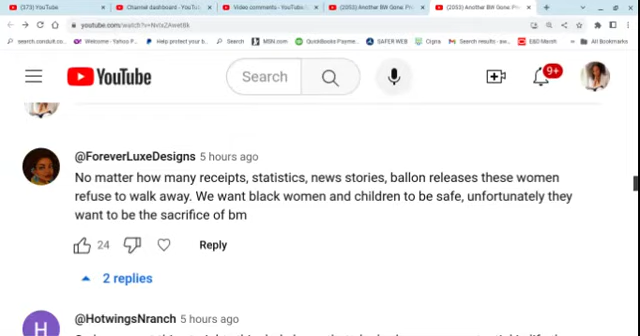 (373) YouTube
Channel dashboard - YouTu
Video comments - YouTube
(2053) Another BW Gone: Pre
(2053) Another BW Gone: Pre
youtube.com/watch?v=NvIx2AwetBk
search.conduit.co...
Welcome - Yahoo P...
Help protect your b...
Search
MSN.com
QuickBooks Payme...
SAFER WEB
Cigna
Search results - sw...
E&O Marsh
All Bookmarks
YouTube
Search
9+
@ForeverLuxeDesigns 5 hours ago
No matter how many receipts, statistics, news stories, ballon releases these women
refuse to walk away. We want black women and children to be safe, unfortunately they
want to be the sacrifice of bm
24 Reply
2 replies
H
@HotwingsNranch 5 hours ago